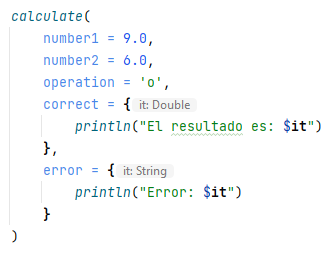 calculate(
    number1 = 9.0,
    number2 = 6.0,
    operation = 'o',
    correct = { it: Double
        println("El resultado es: $it")
    },
    error = { it: String
        println("Error: $it")
    }
)